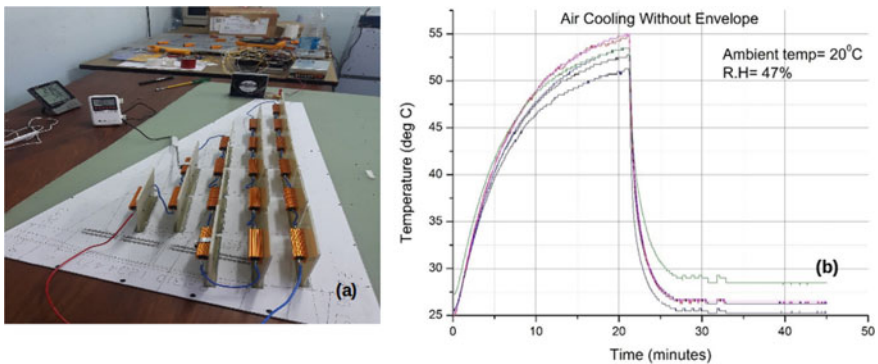 (a)
Air Cooling Without Envelope
Ambient temp= 20⁰C
R.H= 47%
Temperature (deg C)
55
50
45
40
35
30
25
(b)
0 10 20 30 40 50
Time (minutes)